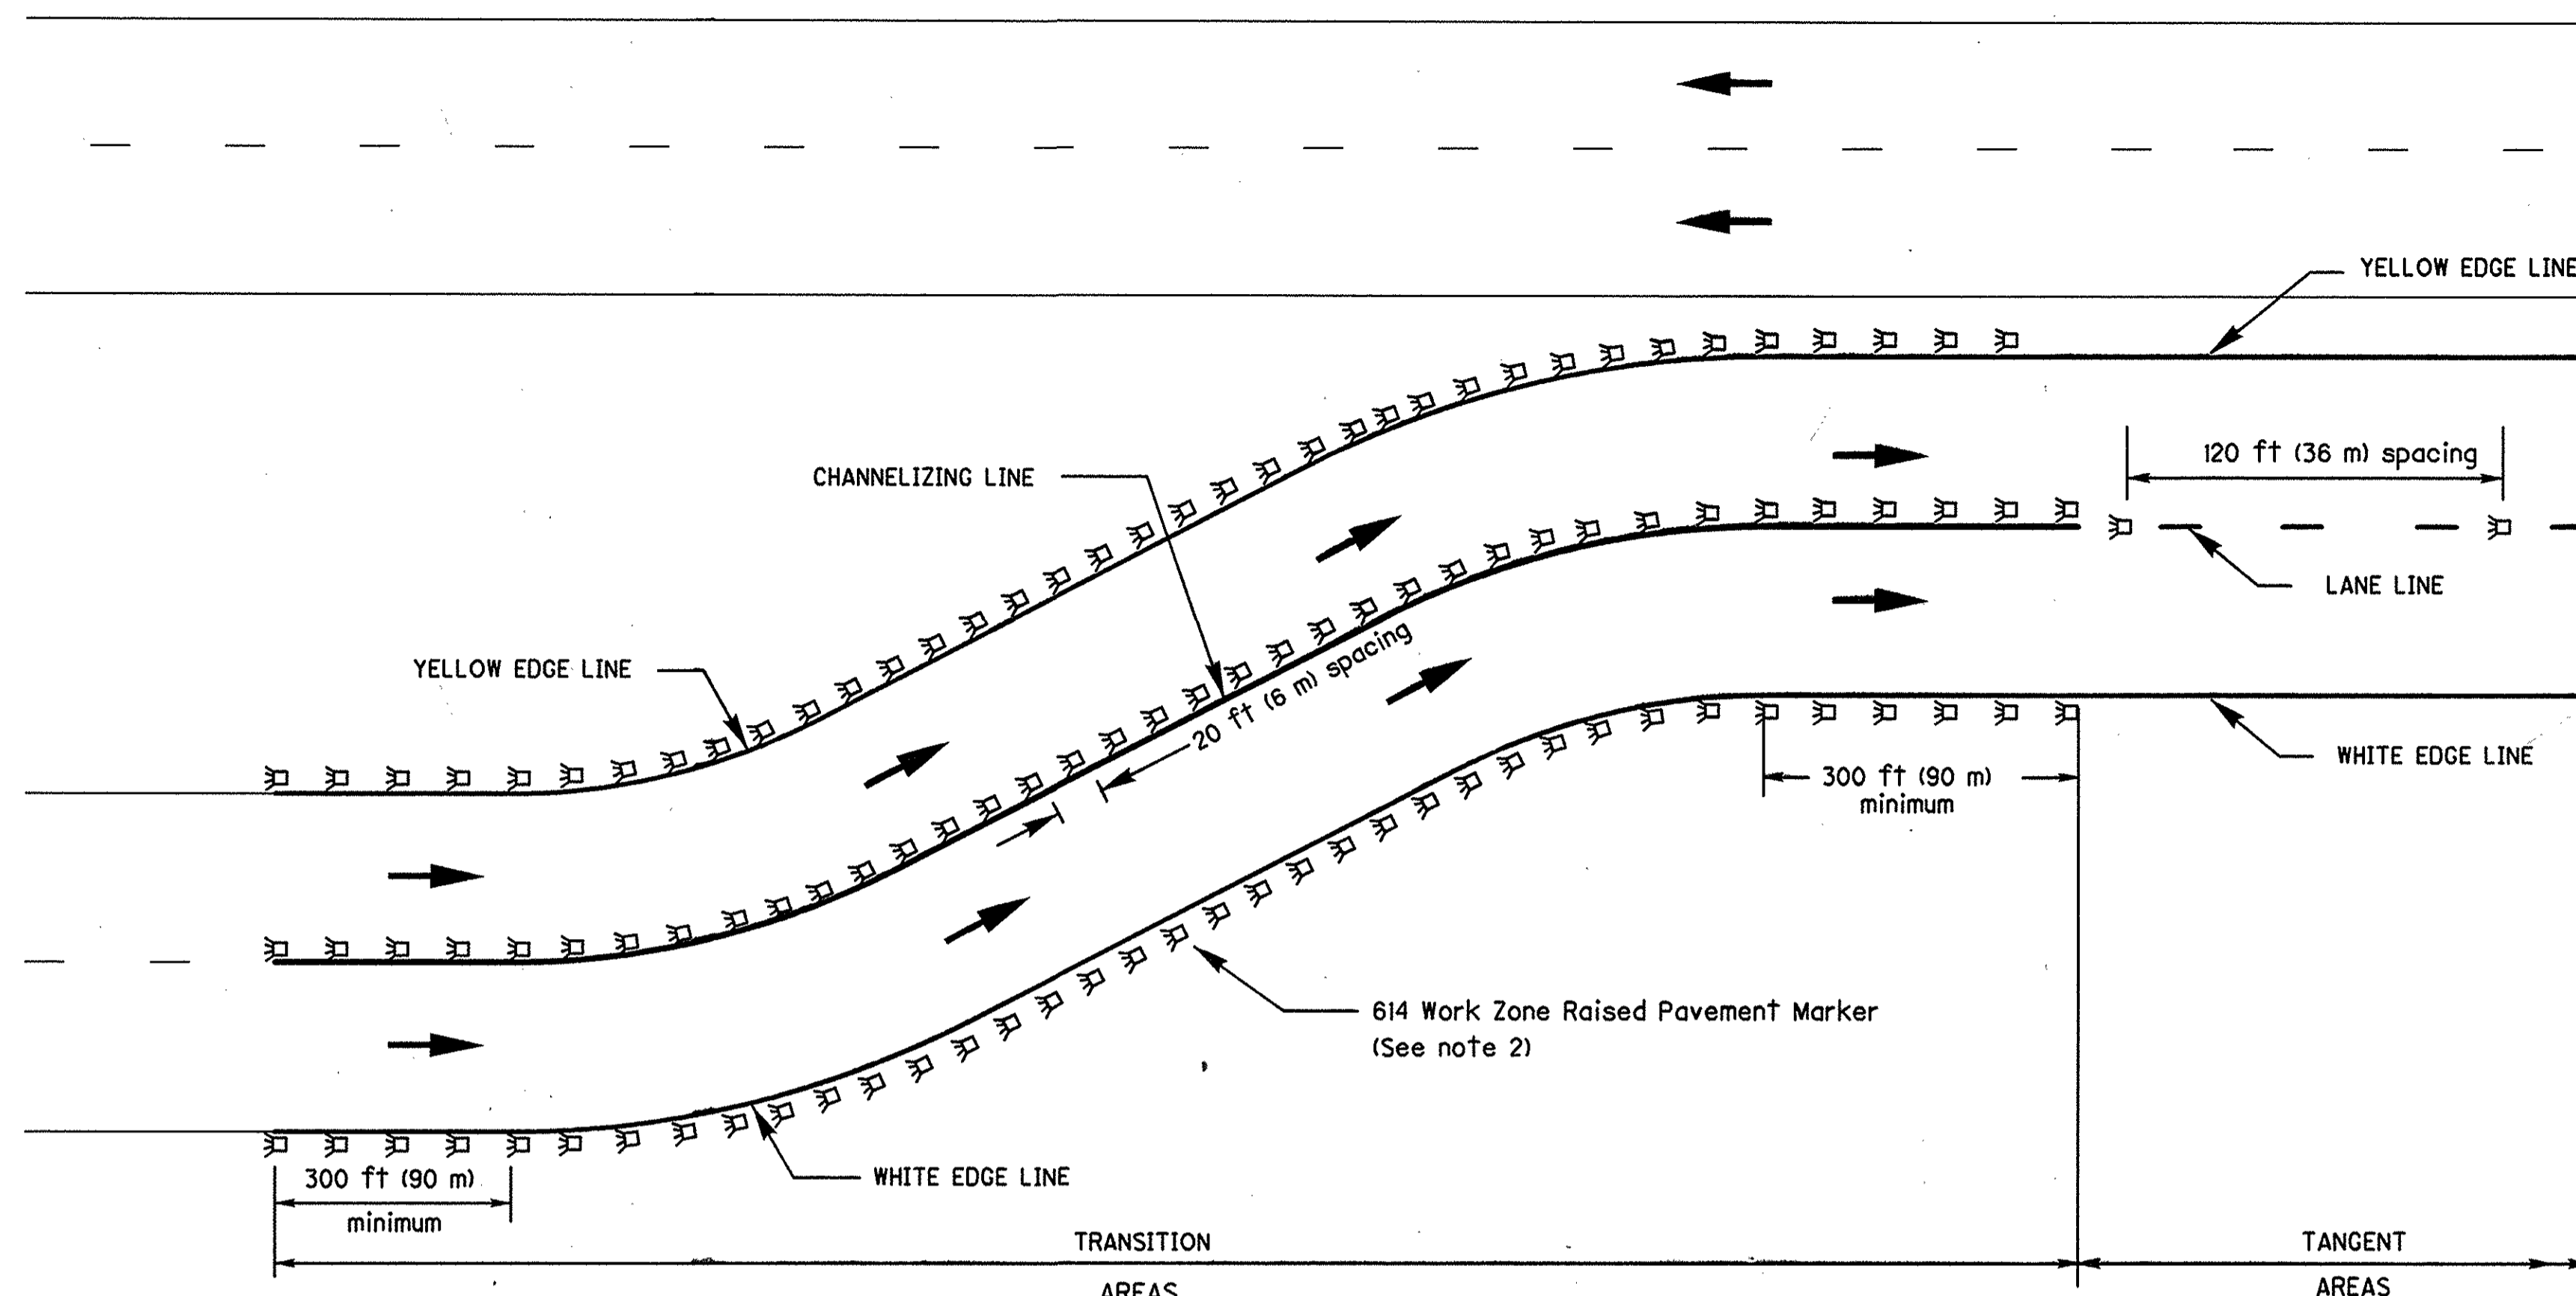 YELLOW EDGE LINE
120 ft (36 m) spacing
CHANNELIZING LINE
LANE LINE
20 ft (6 m) spacing
YELLOW EDGE LINE
WHITE EDGE LINE
300 ft (90 m)
minimum
614 Work Zone Raised Pavement Marker
(See note 2)
WHITE EDGE LINE
300 ft (90 m)
minimum
TRANSITION
AREAS
TANGENT
AREAS